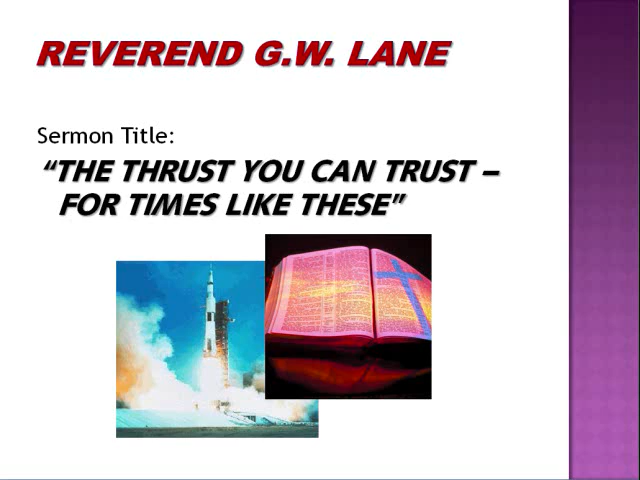 REVEREND G.W. LANE
Sermon Title:
“THE THRUST YOU CAN TRUST –
FOR TIMES LIKE THESE”